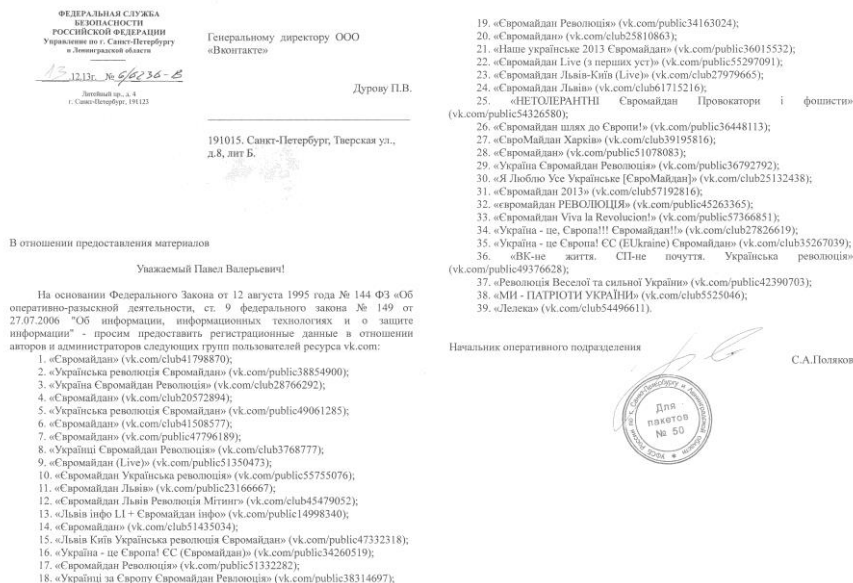 ФЕДЕРАЛЬНАЯ СЛУЖБА
БЕЗОПАСНОСТИ
РОССИЙСКОЙ ФЕДЕРАЦИИ
Управление по г. Санкт-Петербургу
и Ленинградской области
13.12.13г. № 6/6236-В
Литейный пр., д. 4
г. Санкт-Петербург, 191123
Генеральному директору ООО
«Вконтакте»
Дурову П.В.
191015. Санкт-Петербург, Тверская ул.,
д.8, лит Б.
В отношении предоставления материалов
Уважаемый Павел Валерьевич!
На основании Федерального Закона от 12 августа 1995 года № 144 ФЗ «Об
оперативно-разыскной деятельности, ст. 9 федерального закона № 149 от
27.07.2006 "Об информации, информационных технологиях и о защите
информации" - просим предоставить регистрационные данные в отношении
авторов и администраторов следующих групп пользователей ресурса vk.com:
1. «Євромайдан» (vk.com/club41798870);
2. «Українська революція Євромайдан» (vk.com/public38854900);
3. «Україна Євромайдан Революція» (vk.com/club28766292);
4. «Євромайдан» (vk.com/club20572894);
5. «Українська революція Євромайдан» (vk.com/public49061285);
6. «Євромайдан» (vk.com/club41508577);
7. «Євромайдан» (vk.com/public47796189);
8. «Українці Євромайдан Революція» (vk.com/club3768777);
9. «Євромайдан (Live)» (vk.com/public51350473);
10. «Євромайдан Українська революція» (vk.com/public55755076);
11. «Євромайдан Львів» (vk.com/public23166667);
12. «Євромайдан Львів Революція Мітинг» (vk.com/club45479052);
13. «Львів інфо LI + Євромайдан інфо» (vk.com/public14998340);
14. «Євромайдан» (vk.com/club51435034);
15. «Львів Київ Українська революція Євромайдан» (vk.com/public47332318);
16. «Україна - це Європа! ЄС (Євромайдан)» (vk.com/public34260519);
17. «Євромайдан Революція» (vk.com/public51332282);
18. «Українці за Європу Євромайдан Ревлоюція» (vk.com/public38314697);
19. «Євромайдан Революція» (vk.com/public34163024);
20. «Євромайдан» (vk.com/club25810863);
21. «Наше українське 2013 Євромайдан» (vk.com/public36015532);
22. «Євромайдан Live (з перших уст)» (vk.com/public55297091);
23. «Євромайдан Львів-Київ (Live)» (vk.com/club27979665);
24. «Євромайдан Львів» (vk.com/club61715216);
25. «НЕТОЛЕРАНТНІ Євромайдан Провокатори і фошисти»
(vk.com/public54326580);
26. «Євромайдан шлях до Європи!» (vk.com/public36448113);
27. «ЄвроМайдан Харків» (vk.com/club39195816);
28. «Євромайдан» (vk.com/public51078083);
29. «Україна Євромайдан Революція» (vk.com/public36792792);
30. «Я Люблю Усе Українське [ЄвроМайдан]» (vk.com/club25132438);
31. «Євромайдан 2013» (vk.com/club57192816);
32. «євромайдан РЕВОЛЮЦІЯ» (vk.com/public45263365);
33. «Євромайдан Viva la Revolucion!» (vk.com/public57366851);
34. «Україна - це, Європа!!! Євромайдан!!» (vk.com/club27826619);
35. «Україна - це Європа! ЄС (EUkraine) Євромайдан» (vk.com/club35267039);
36. «ВК-не життя. СП-не почуття. Українська революція»
(vk.com/public49376628);
37. «Революція Веселої та сильної України» (vk.com/public42390703);
38. «МИ - ПАТРІОТИ УКРАЇНИ» (vk.com/club5525046);
39. «Лелека» (vk.com/club54496611).
Начальник оперативного подразделения
С.А.Поляков
Для
пакетов
№ 50